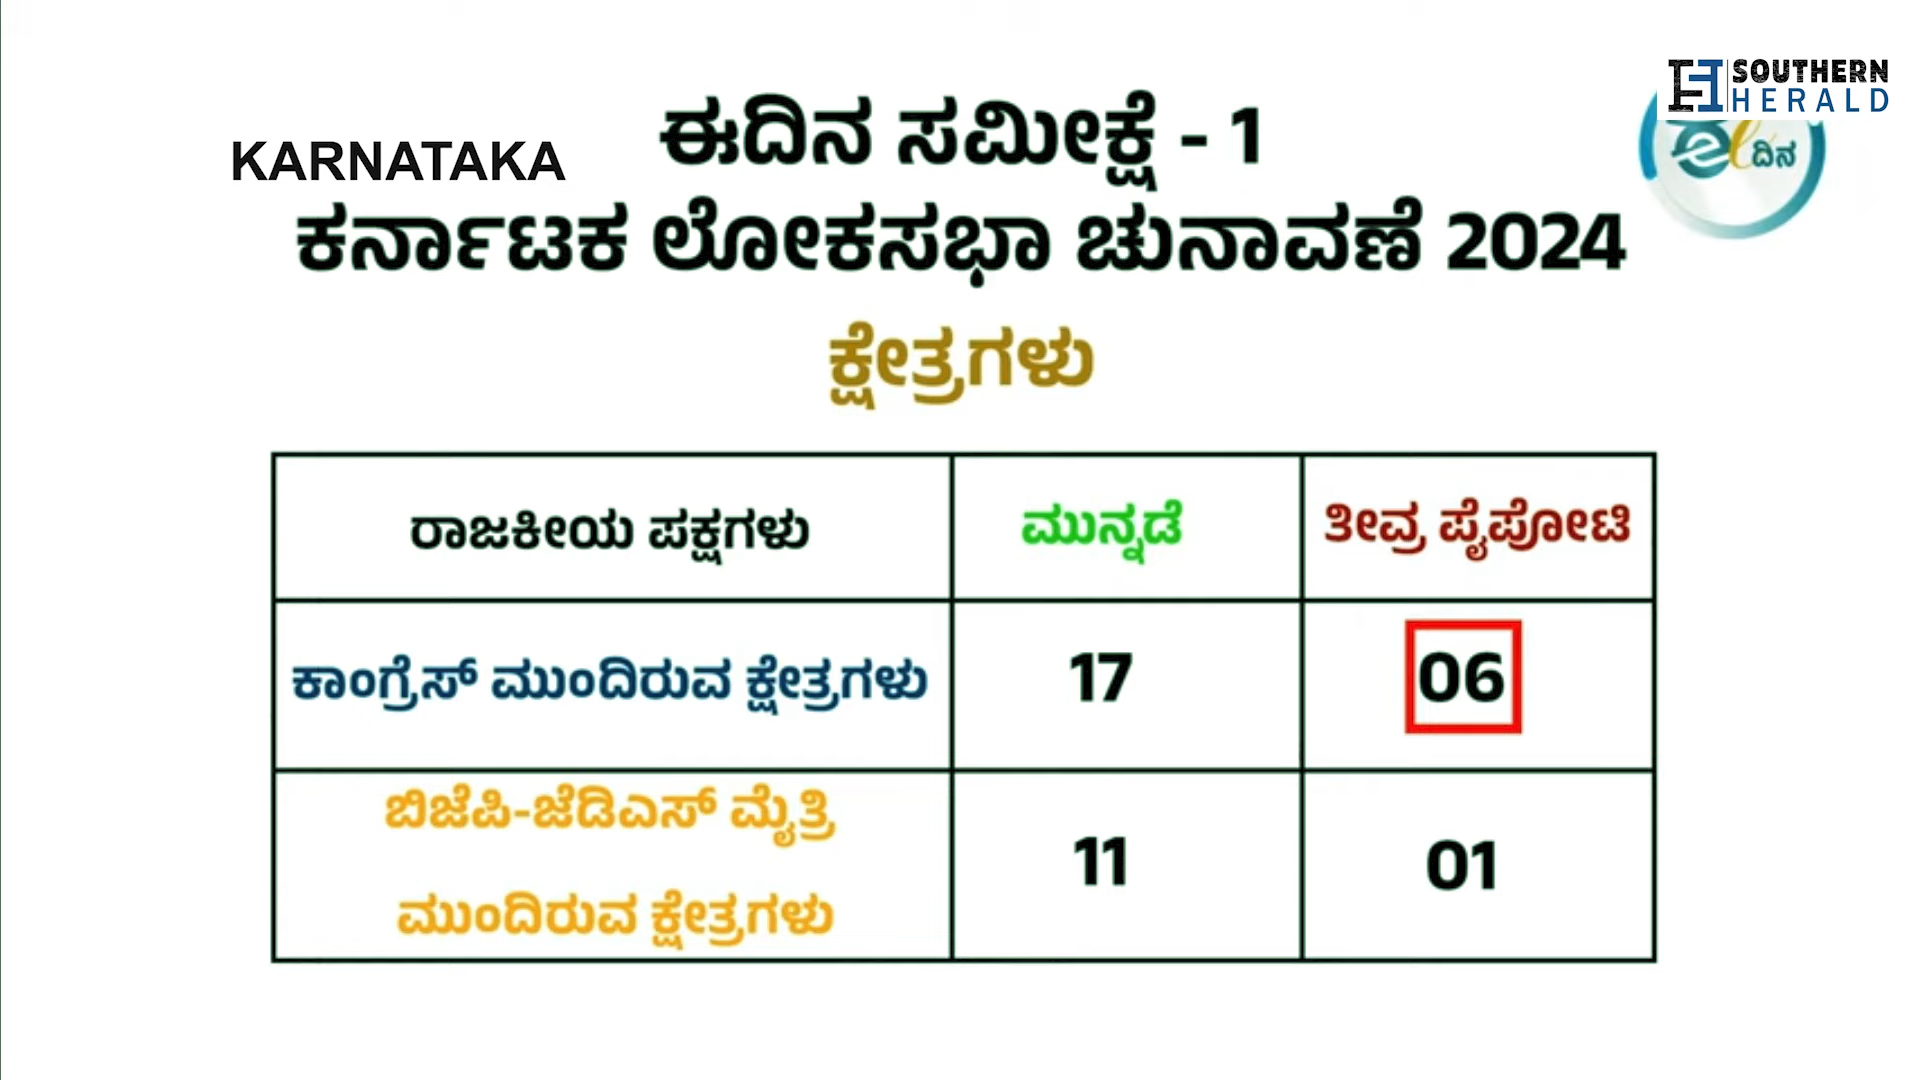 SOUTHERN
HERALD
eದಿನ
KARNATAKA
ಈದಿನ ಸಮೀಕ್ಷೆ - 1
ಕರ್ನಾಟಕ ಲೋಕಸಭಾ ಚುನಾವಣೆ 2024
ಕ್ಷೇತ್ರಗಳು
ರಾಜಕೀಯ ಪಕ್ಷಗಳು ಮುನ್ನಡೆ ತೀವ್ರ ಪೈಪೋಟಿ
ಕಾಂಗ್ರೆಸ್ ಮುಂದಿರುವ ಕ್ಷೇತ್ರಗಳು 17 06
ಬಿಜೆಪಿ-ಜೆಡಿಎಸ್ ಮೈತ್ರಿ
ಮುಂದಿರುವ ಕ್ಷೇತ್ರಗಳು 11 01